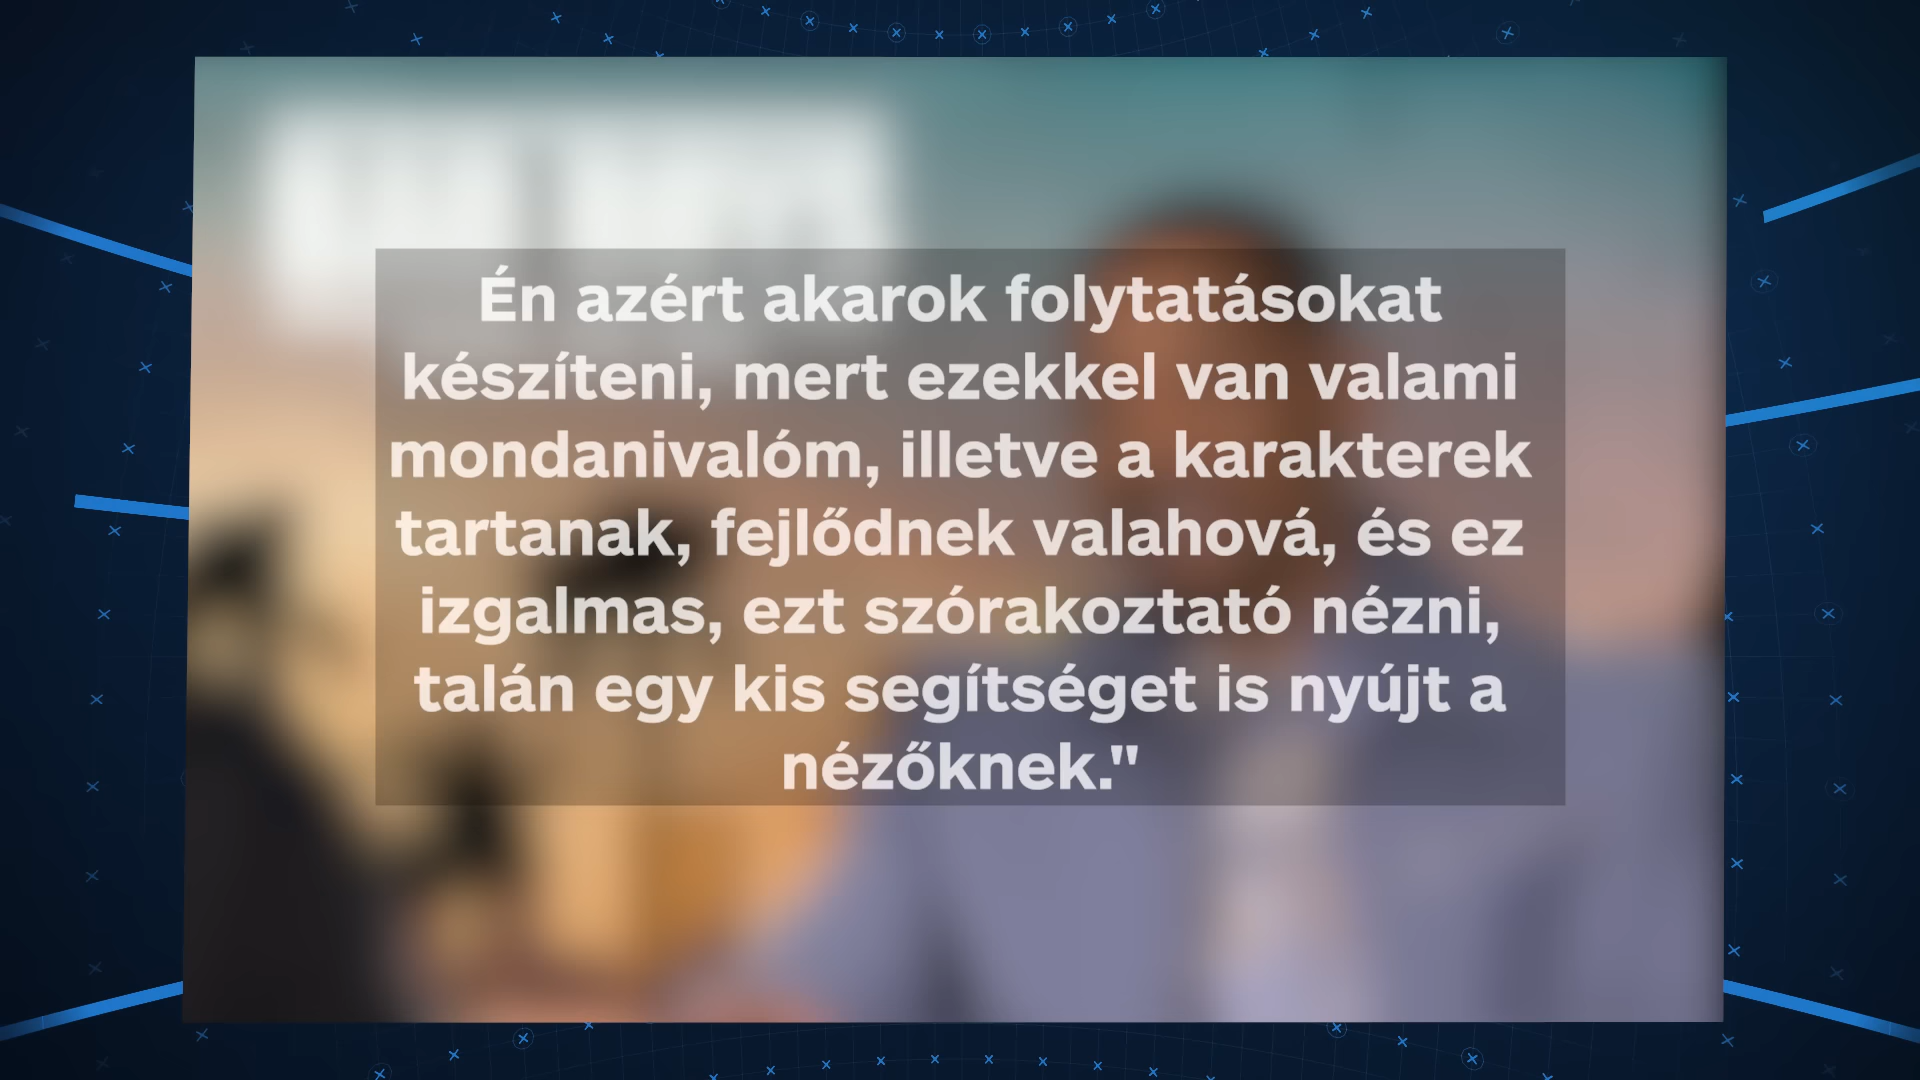 Én azért akarok folytatásokat
készíteni, mert ezekkel van valami
mondanivalóm, illetve a karakterek
tartanak, fejlődnek valahová, és ez
izgalmas, ezt szórakoztató nézni,
talán egy kis segítséget is nyújt a
nézőknek."